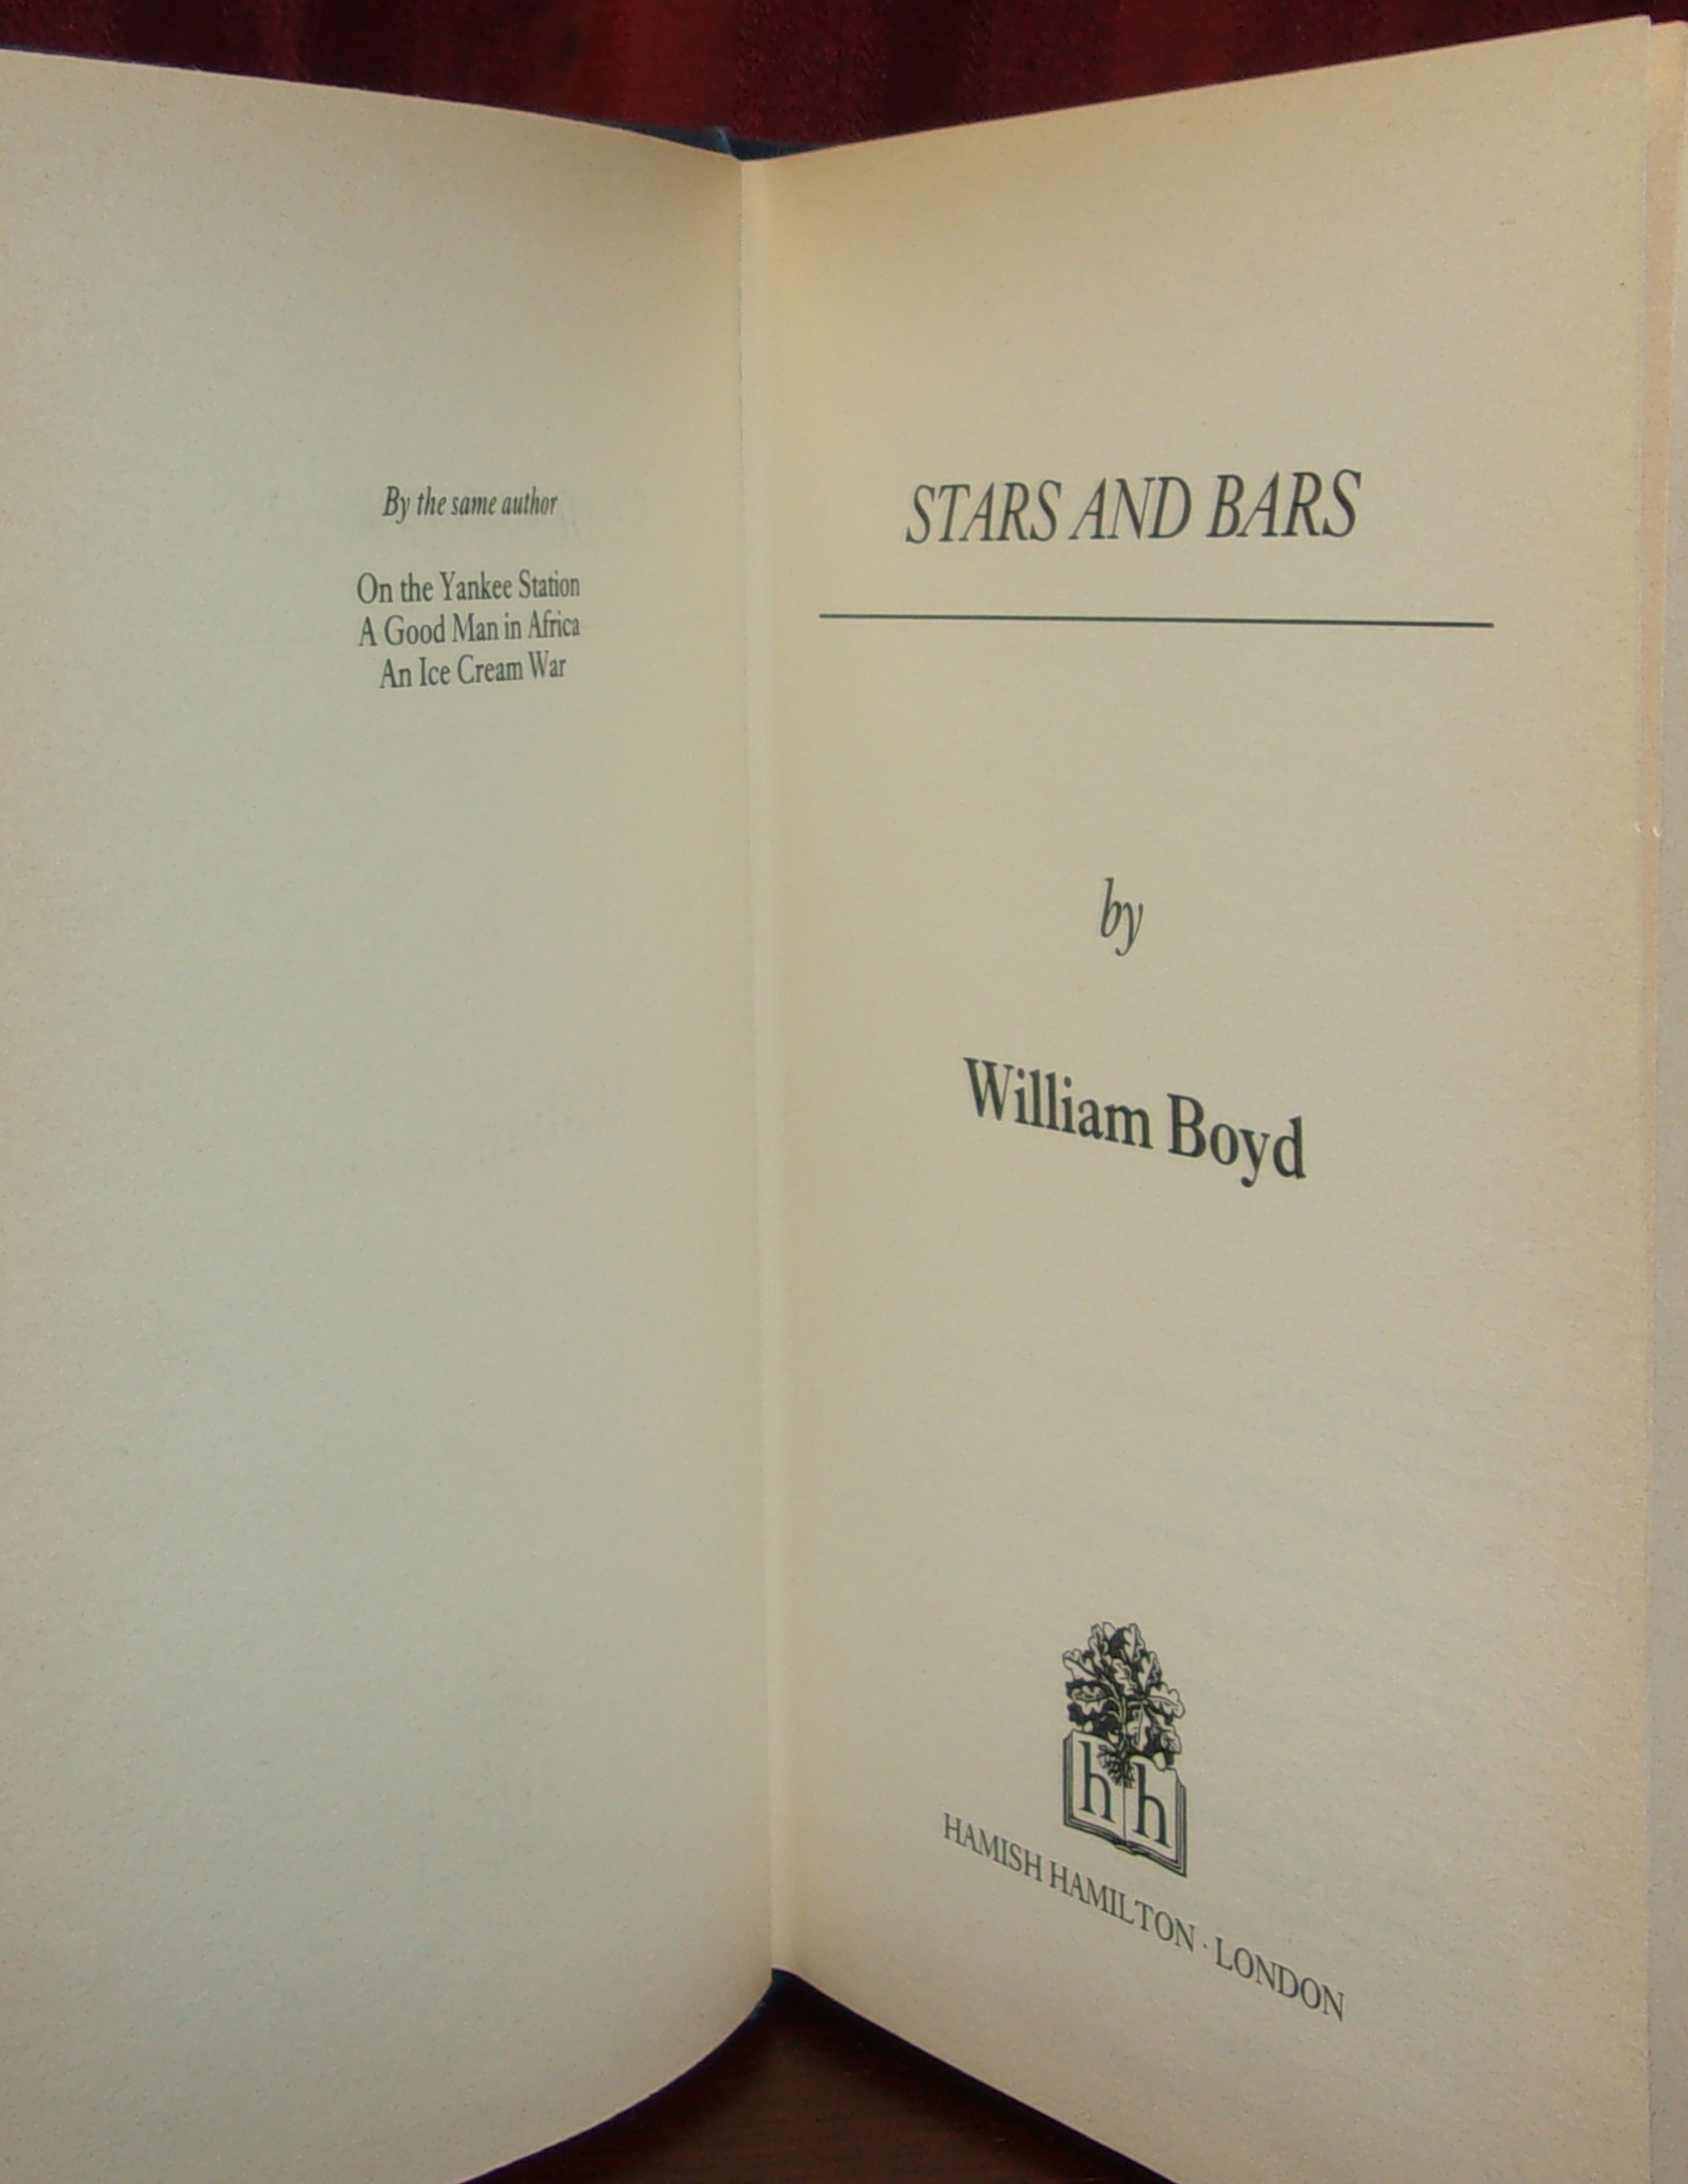 By the same author
On the Yankee Station
A Good Man in Africa
An Ice Cream War
STARS AND BARS
by
William Boyd
h h
HAMISH HAMILTON · LONDON